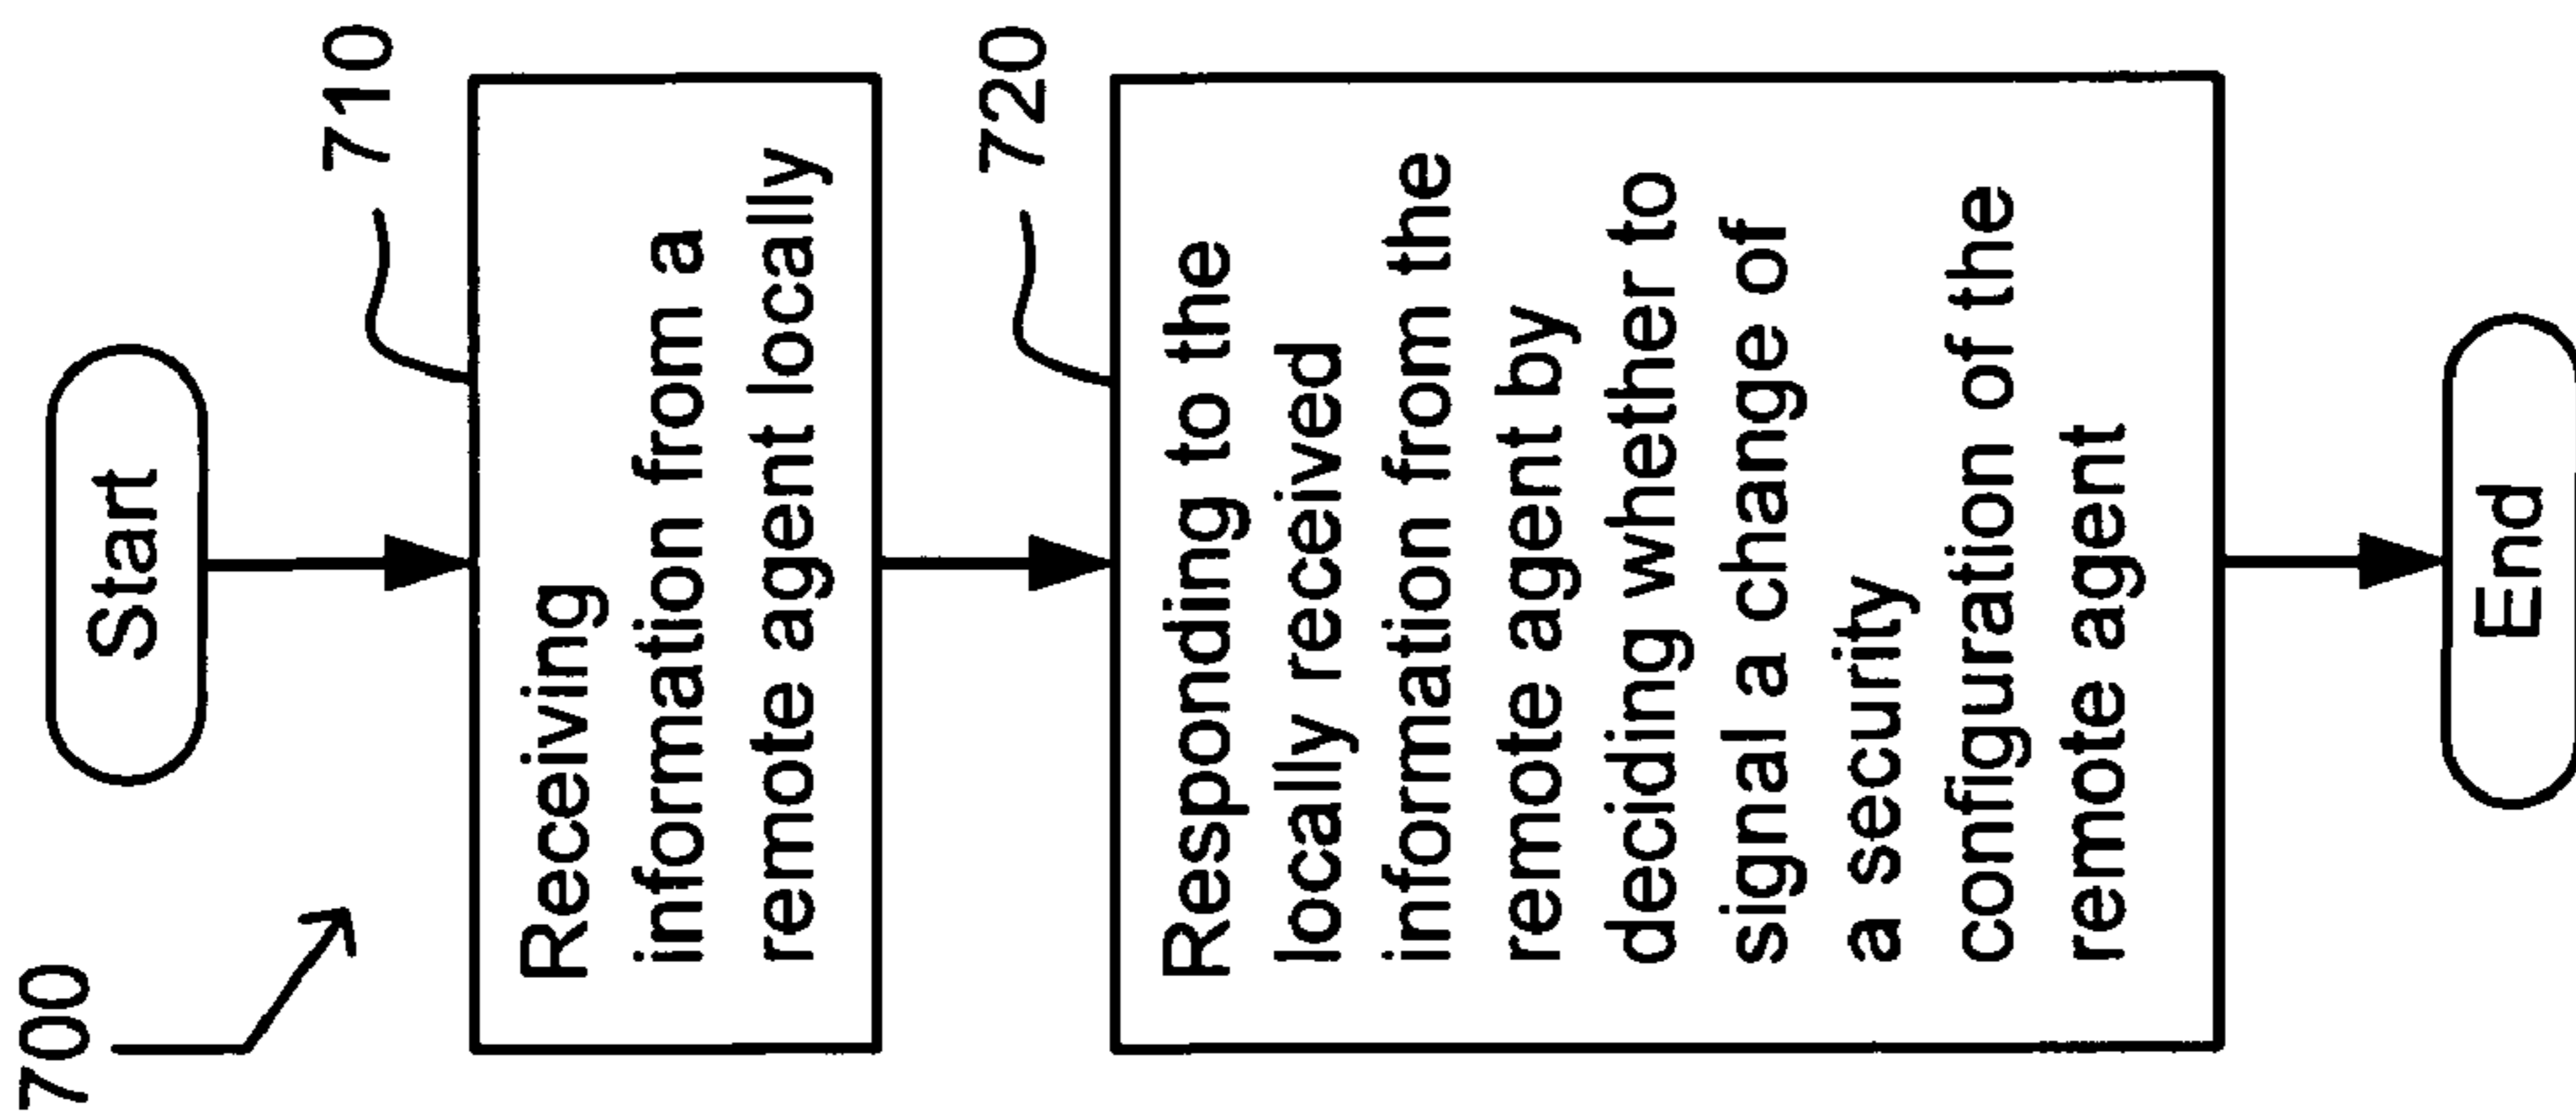 700
Start
710
Receiving
information from a
remote agent locally
720
Responding to the
locally received
information from the
remote agent by
deciding whether to
signal a change of
a security
configuration of the
remote agent
End